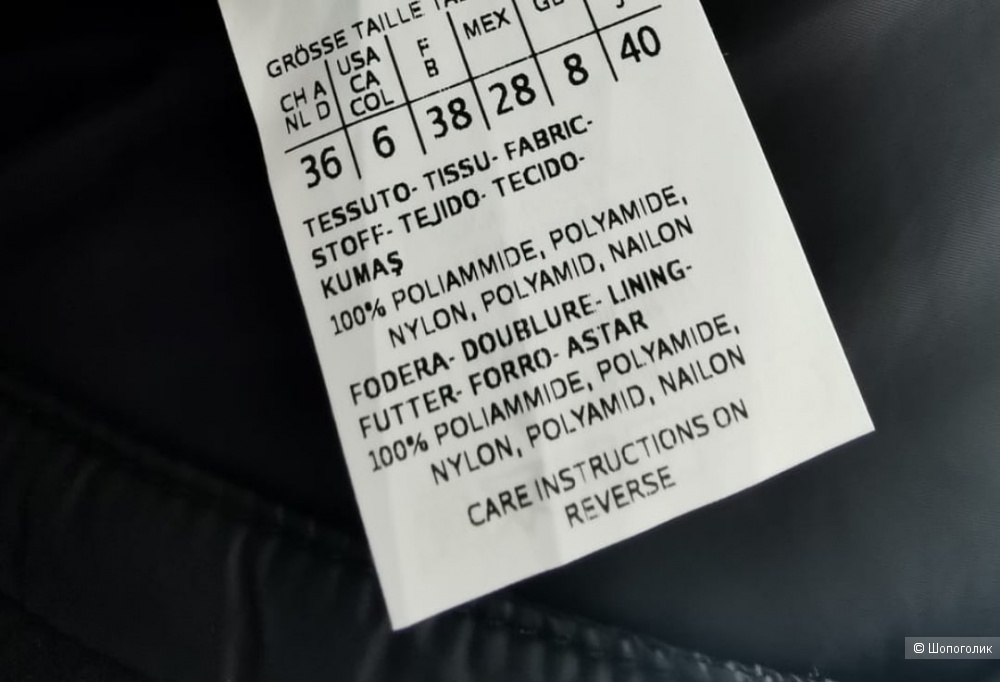 GRÖSSE TAILLE
CH A NL D USA CA COL F B MEX
36 6 38 28 8 40
TESSUTO- TISSU- FABRIC-
STOFF- TEJIDO- TECIDO-
KUMAŞ
100% POLIAMMIDE, POLYAMIDE,
NYLON, POLYAMID, NAILON
FODERA- DOUBLURE- LINING-
FUTTER- FORRO- ASTAR
100% POLIAMMIDE, POLYAMIDE,
NYLON, POLYAMID, NAILON
CARE INSTRUCTIONS ON
REVERSE
© Шопоголик